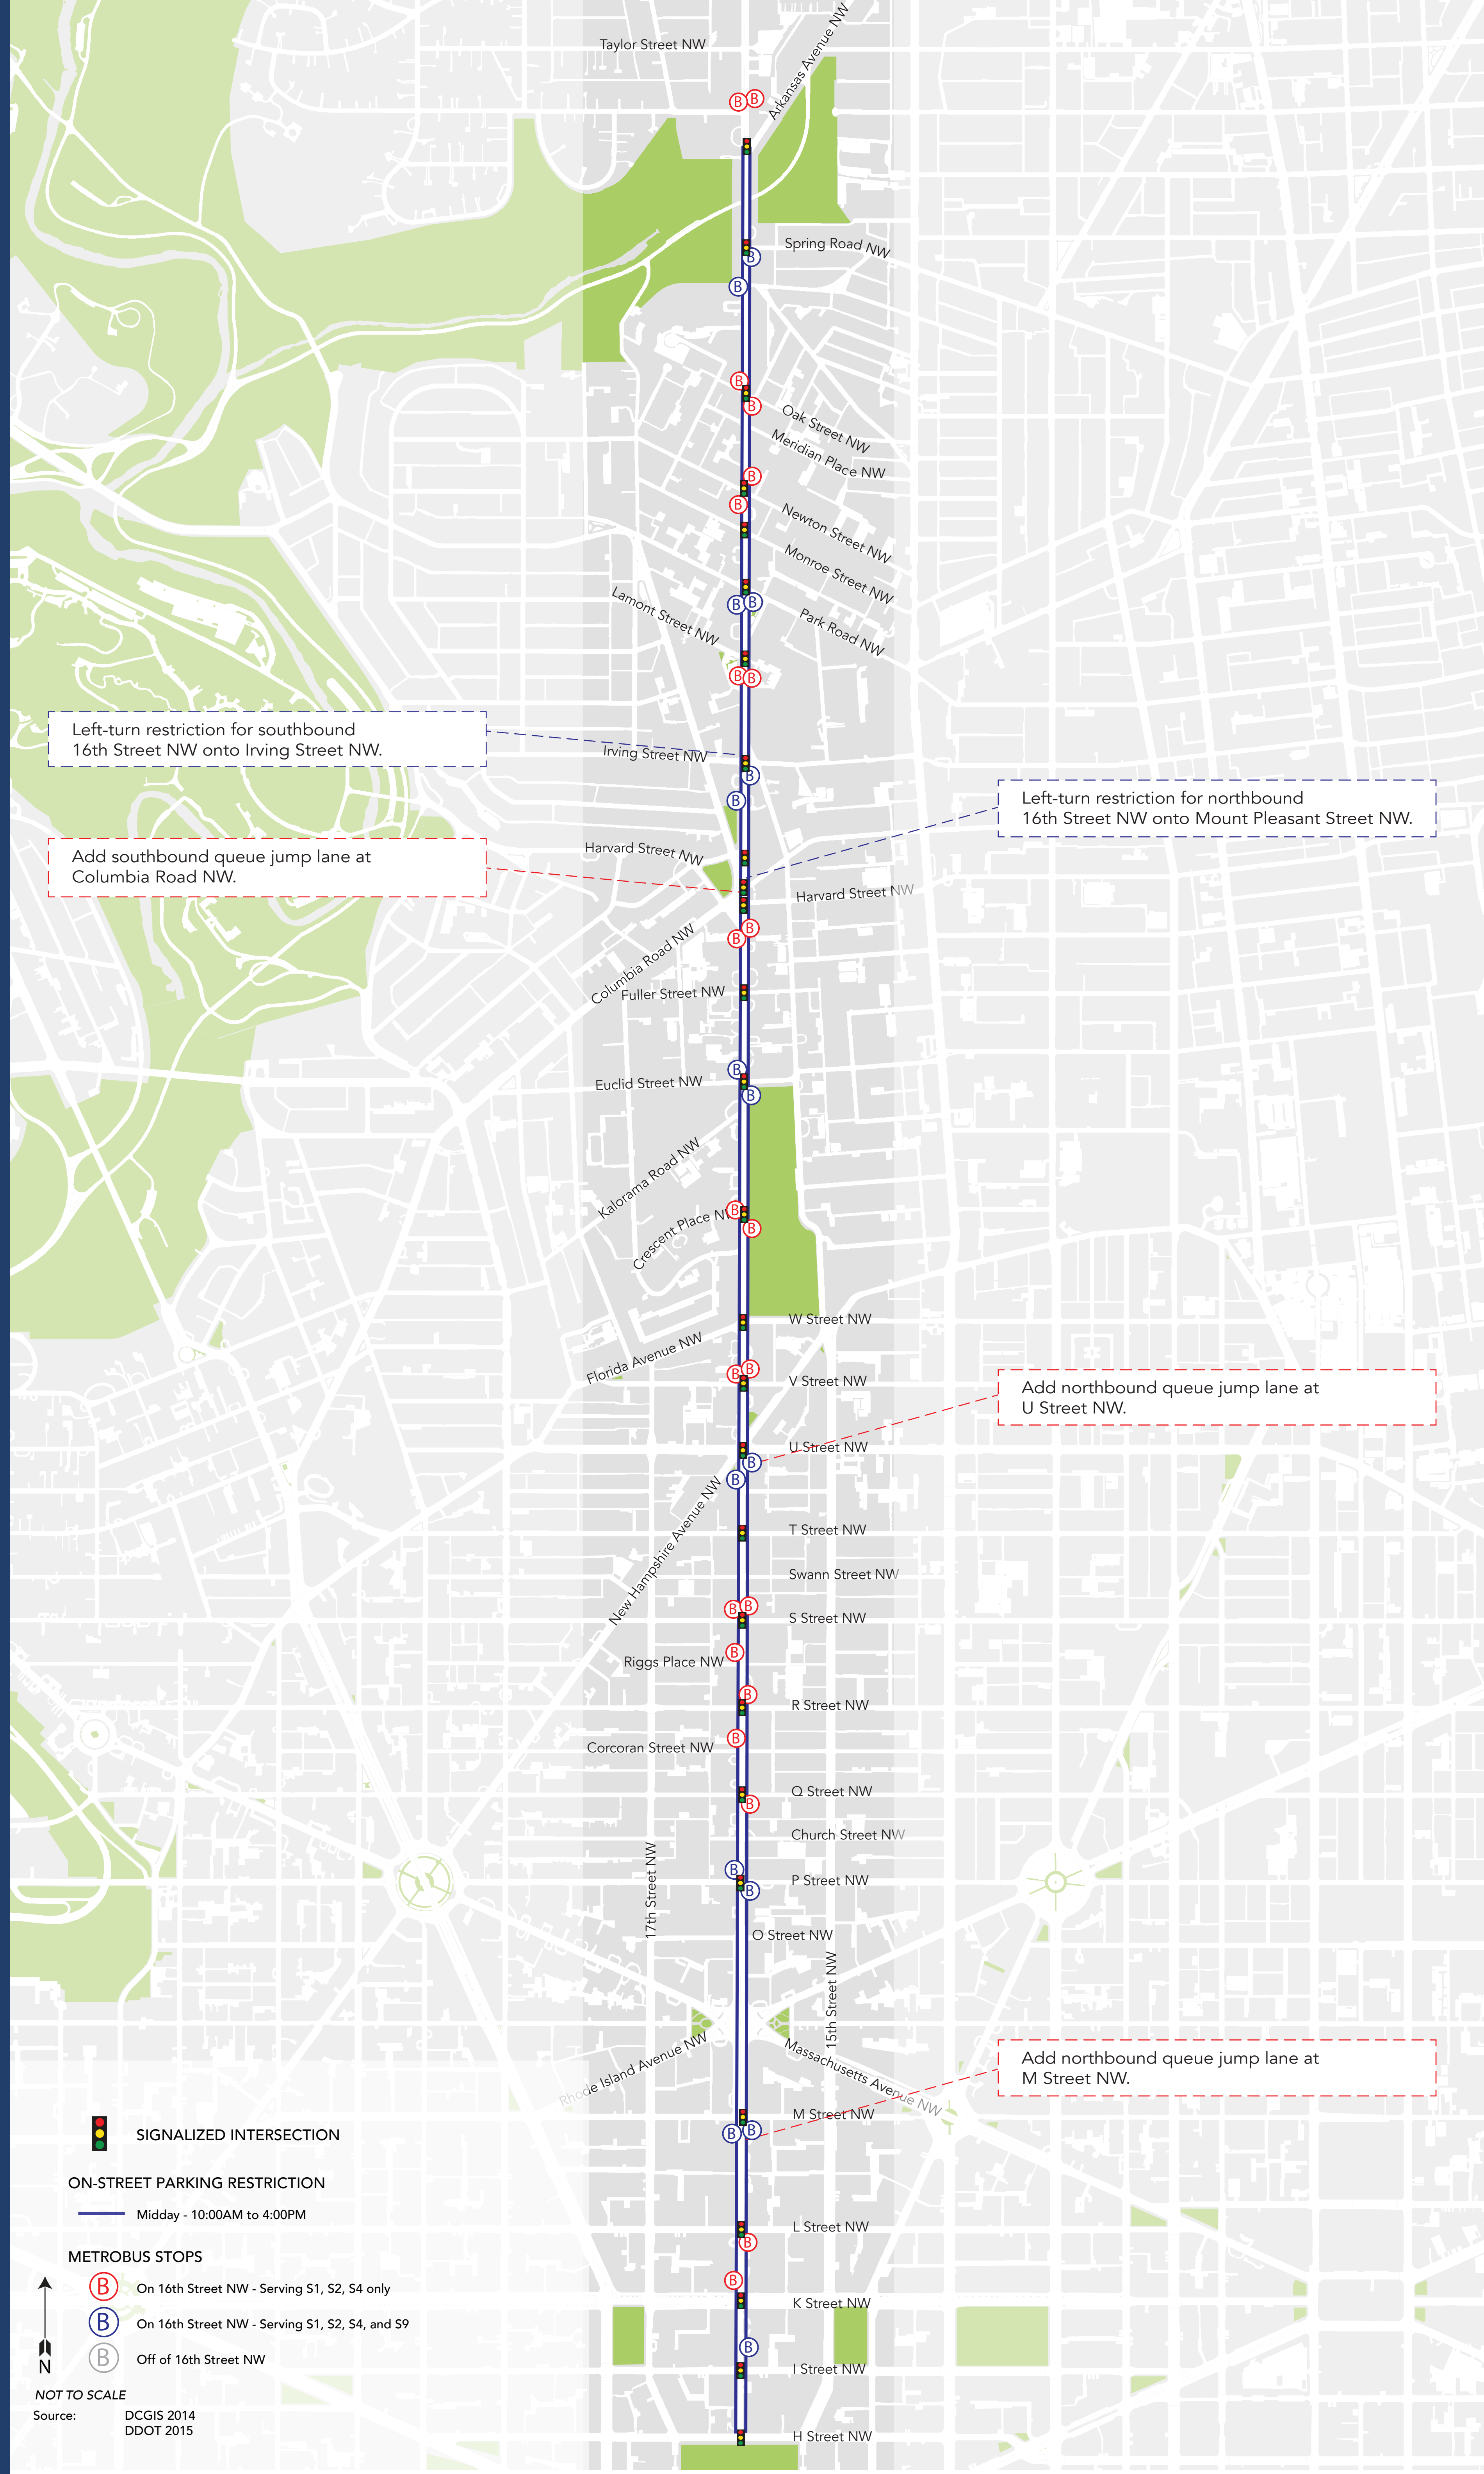 Taylor Street NW
Arkansas Avenue NW
B B
Spring Road NW
B
B
B
B
Oak Street NW
Meridian Place NW
B
B
Newton Street NW
Monroe Street NW
Lamont Street NW
B B
Park Road NW
B B
Left-turn restriction for southbound
16th Street NW onto Irving Street NW.
Irving Street NW
B
B
Left-turn restriction for northbound
16th Street NW onto Mount Pleasant Street NW.
Add southbound queue jump lane at
Columbia Road NW.
Harvard Street NW
Harvard Street NW
B
B
Columbia Road NW
Fuller Street NW
B
Euclid Street NW
B
Kalorama Road NW
Crescent Place NW
B
B
W Street NW
Florida Avenue NW
B B
V Street NW
Add northbound queue jump lane at
U Street NW.
U Street NW
B
B
New Hampshire Avenue NW
T Street NW
Swann Street NW
B B
S Street NW
B
Riggs Place NW
B
R Street NW
B
Corcoran Street NW
Q Street NW
B
Church Street NW
B
P Street NW
B
17th Street NW
O Street NW
15th Street NW
Rhode Island Avenue NW
Massachusetts Avenue NW
Add northbound queue jump lane at
M Street NW.
M Street NW
B B
L Street NW
B
B
K Street NW
B
I Street NW
H Street NW
SIGNALIZED INTERSECTION
ON-STREET PARKING RESTRICTION
Midday - 10:00AM to 4:00PM
METROBUS STOPS
B On 16th Street NW - Serving S1, S2, S4 only
B On 16th Street NW - Serving S1, S2, S4, and S9
B Off of 16th Street NW
N
NOT TO SCALE
Source: DCGIS 2014
DDOT 2015